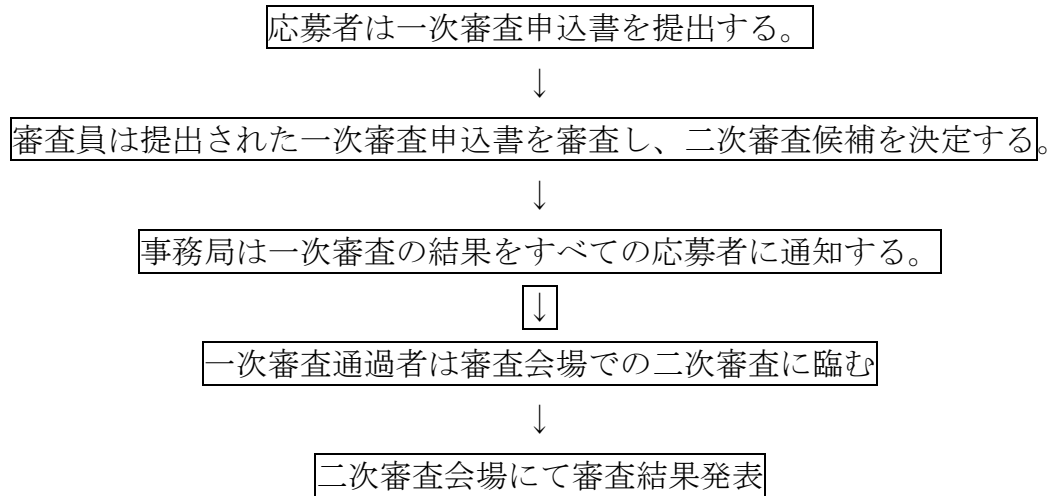 応募者は一次審査申込書を提出する。
↓
審査員は提出された一次審査申込書を審査し、二次審査候補を決定する。
↓
事務局は一次審査の結果をすべての応募者に通知する。
↓
一次審査通過者は審査会場での二次審査に臨む
↓
二次審査会場にて審査結果発表